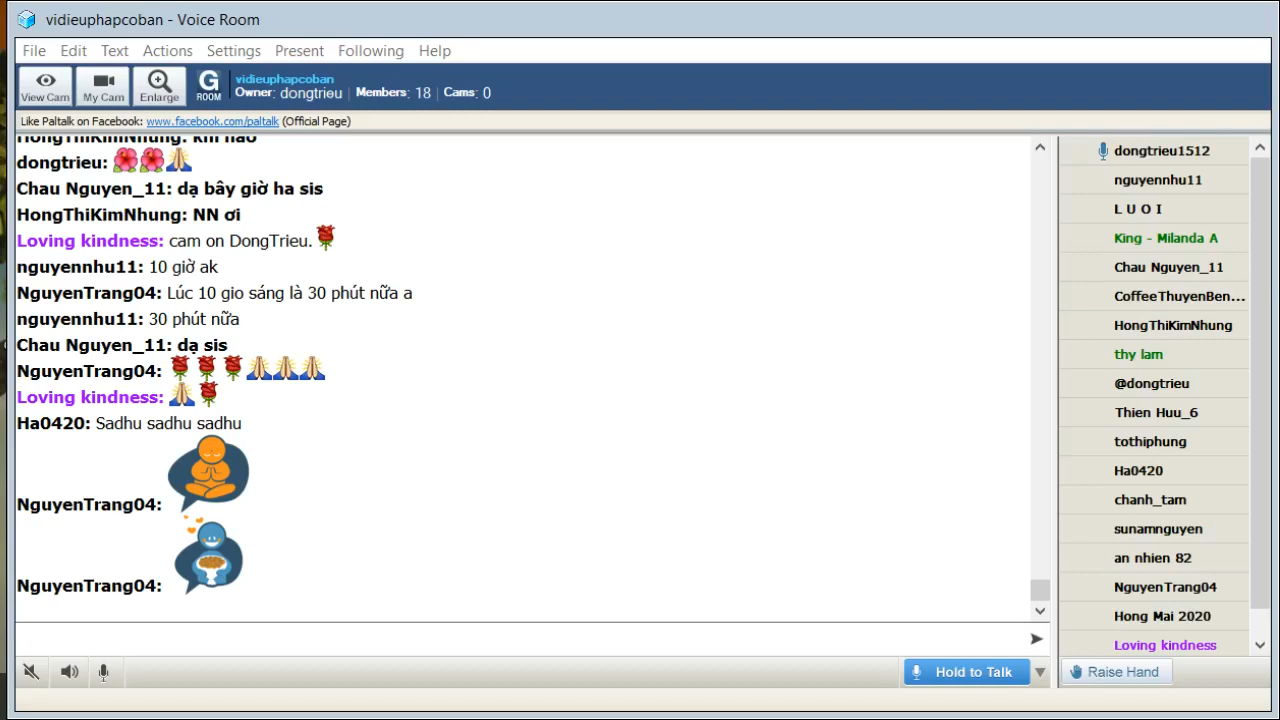 vidieuphapcoban - Voice Room
File Edit Text Actions Settings Present Following Help
View Cam
My Cam
Enlarge
G ROOM
vidieuphapcoban
Owner: dongtrieu | Members: 18 | Cams: 0
Like Paltalk on Facebook: www.facebook.com/paltalk (Official Page)
HongThiKimNhung: khi nào
dongtrieu:
Chau Nguyen_11: dạ bây giờ ha sis
HongThiKimNhung: NN ơi
Loving kindness: cam on DongTrieu.
nguyennhu11: 10 giờ ak
NguyenTrang04: Lúc 10 gio sáng là 30 phút nữa a
nguyennhu11: 30 phút nữa
Chau Nguyen_11: dạ sis
NguyenTrang04:
Loving kindness:
Ha0420: Sadhu sadhu sadhu
NguyenTrang04:
NguyenTrang04:
Hold to Talk
dongtrieu1512
nguyennhu11
L U O I
King - Milanda A
Chau Nguyen_11
CoffeeThuyenBen...
HongThiKimNhung
thy lam
@dongtrieu
Thien Huu_6
tothiphung
Ha0420
chanh_tam
sunamnguyen
an nhien 82
NguyenTrang04
Hong Mai 2020
Loving kindness
Raise Hand